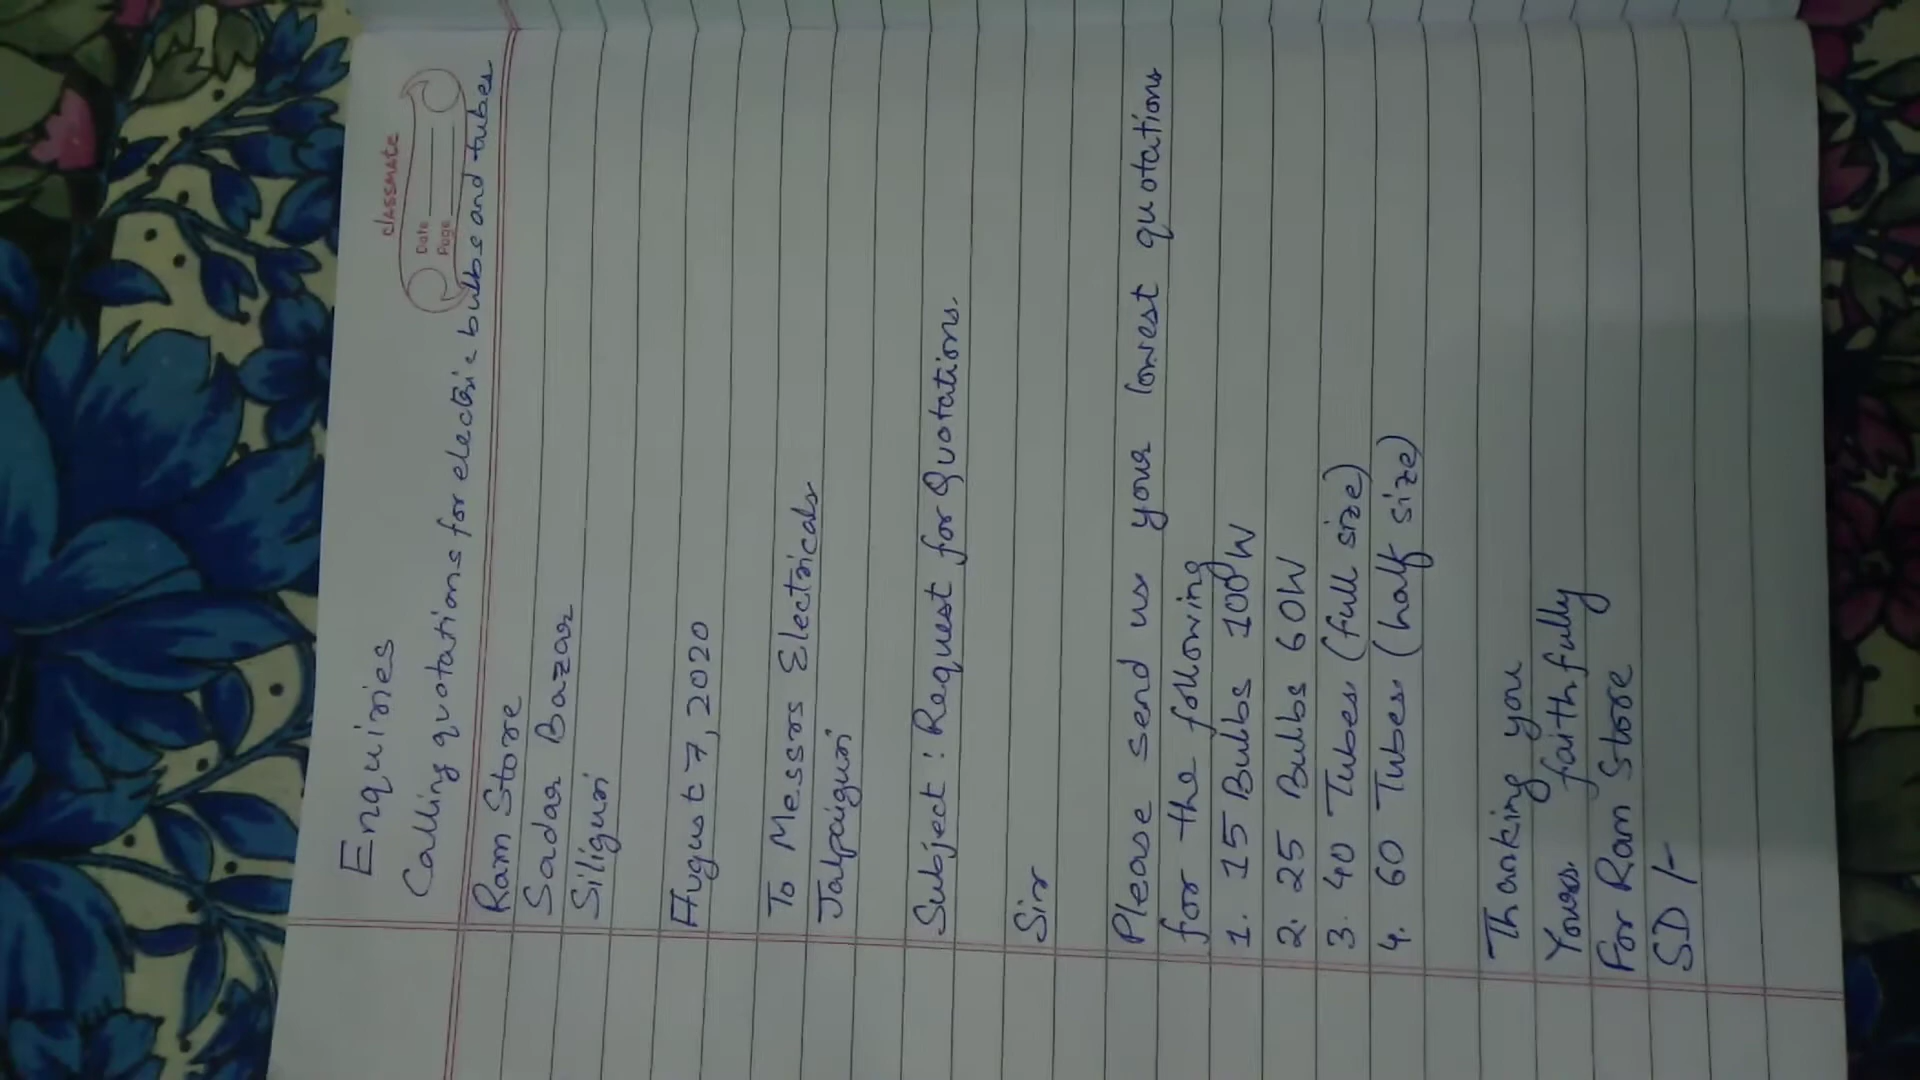 classmate
Date
Page
Enquiries
Calling quotations for electric bulbs and tubes
Ram Store
Sadar Bazar
Siliguri
August 7, 2020
To Messrs Electricals
Jalpaiguri
Subject : Request for Quotations.
Sir
Please send us your lowest quotations
for the following
1. 15 Bulbs 100W
2. 25 Bulbs 60W
3. 40 Tubes (full size)
4. 60 Tubes (half size)
Thanking you
Yours faithfully
For Ram Store
SD/-